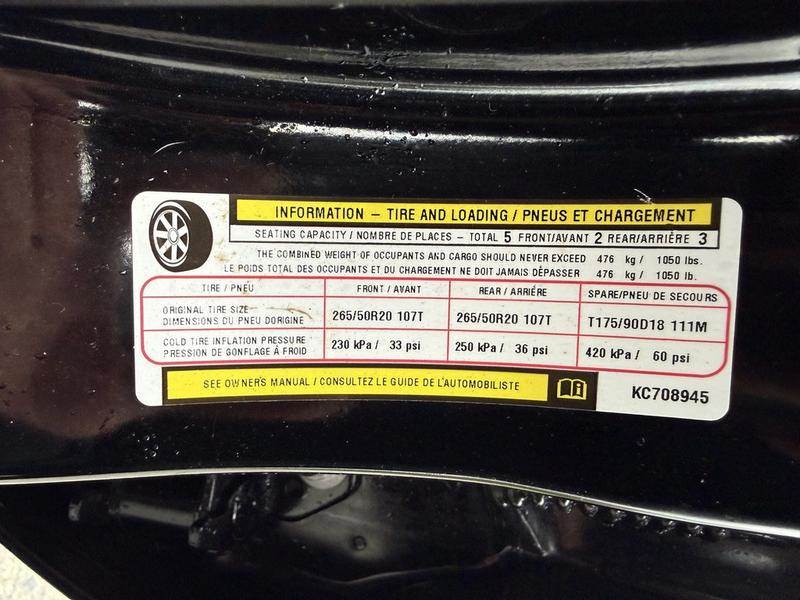 INFORMATION – TIRE AND LOADING / PNEUS ET CHARGEMENT
SEATING CAPACITY / NOMBRE DE PLACES – TOTAL 5 FRONT/AVANT 2 REAR/ARRIÈRE 3
THE COMBINED WEIGHT OF OCCUPANTS AND CARGO SHOULD NEVER EXCEED 476 kg / 1050 lbs.
LE POIDS TOTAL DES OCCUPANTS ET DU CHARGEMENT NE DOIT JAMAIS DÉPASSER 476 kg / 1050 lb.
TIRE / PNEU FRONT / AVANT REAR / ARRIÈRE SPARE/PNEU DE SECOURS
ORIGINAL TIRE SIZE
DIMENSIONS DU PNEU DORIGINE 265/50R20 107T 265/50R20 107T T175/90D18 111M
COLD TIRE INFLATION PRESSURE
PRESSION DE GONFLAGE À FROID 230 kPa / 33 psi 250 kPa / 36 psi 420 kPa / 60 psi
SEE OWNER'S MANUAL / CONSULTEZ LE GUIDE DE L'AUTOMOBILISTE
KC708945